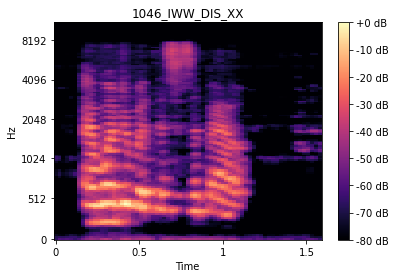 1046_IWW_DIS_XX
+0 dB
8192
-10 dB
4096
-20 dB
-30 dB
2048
Hz
-40 dB
1024
-50 dB
512
-60 dB
-70 dB
0
-80 dB
0 0.5 1 1.5
Time